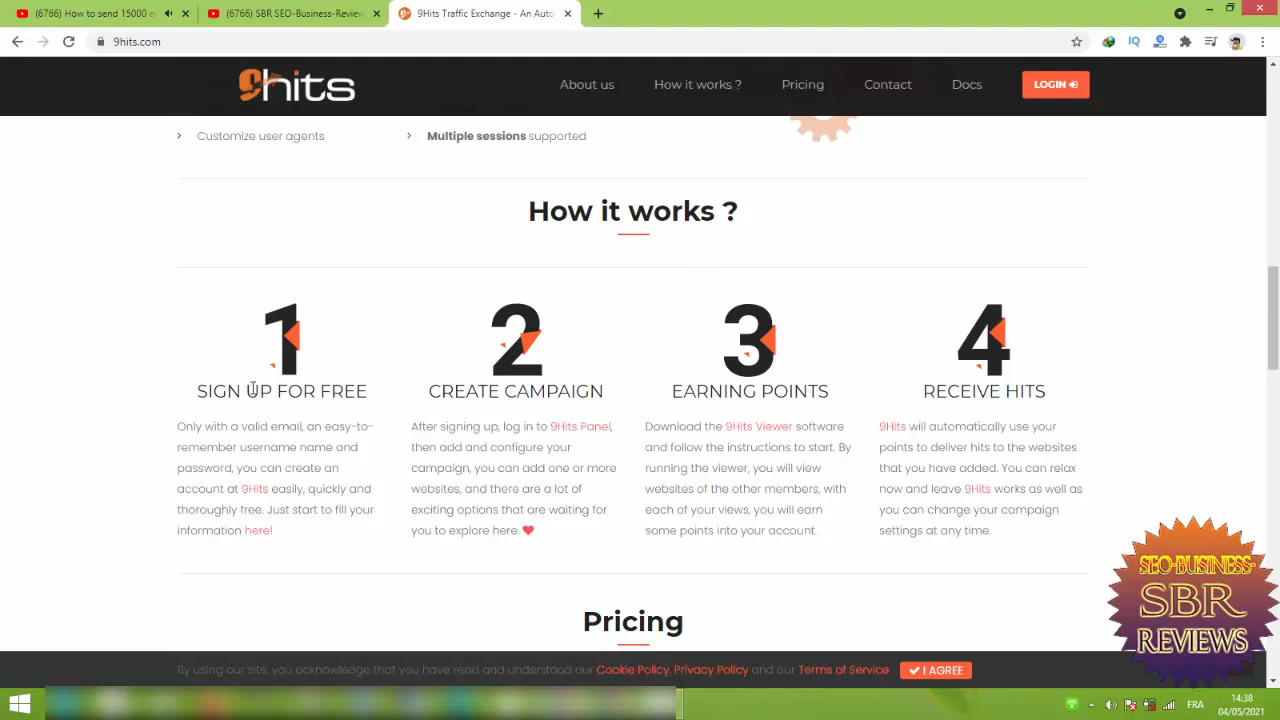 (6766) How to send 15000 c
(6766) SBR SEO-Business-Review
9Hits Traffic Exchange - An Auto
9hits.com
9hits
About us
How it works ?
Pricing
Contact
Docs
LOGIN
Customize user agents
Multiple sessions supported
How it works ?
1
SIGN UP FOR FREE
Only with a valid email, an easy-to-
remember username name and
password, you can create an
account at 9Hits easily, quickly and
thoroughly free. Just start to fill your
information here!
2
CREATE CAMPAIGN
After signing up, log in to 9Hits Panel,
then add and configure your
campaign, you can add one or more
websites, and there are a lot of
exciting options that are waiting for
you to explore here.
3
EARNING POINTS
Download the 9Hits Viewer software
and follow the instructions to start. By
running the viewer, you will view
websites of the other members, with
each of your views, you will earn
some points into your account.
4
RECEIVE HITS
9Hits will automatically use your
points to deliver hits to the websites
that you have added. You can relax
now and leave 9Hits works as well as
you can change your campaign
settings at any time.
Pricing
By using our site, you acknowledge that you have read and understood our Cookie Policy, Privacy Policy and our Terms of Service
I AGREE
SEO-BUSINESS-
SBR
REVIEWS
FRA
14:38
04/05/2021